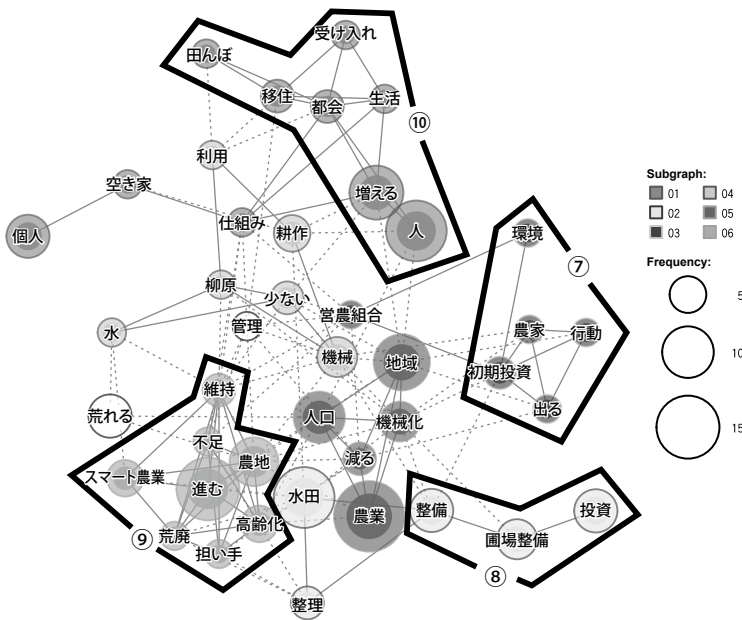 受け入れ
田んぼ
移住
都会
生活
⑩
利用
空き家
増える
個人
仕組み
耕作
人
環境
⑦
柳原
少ない
営農組合
水
管理
農家
行動
機械
地域
初期投資
維持
出る
荒れる
人口
機械化
不足
農地
減る
スマート農業
進む
水田
農業
整備
投資
高齢化
荒廃
⑨
担い手
圃場整備
⑧
整理
Subgraph:
01 04
02 05
03 06
Frequency:
5
10
15